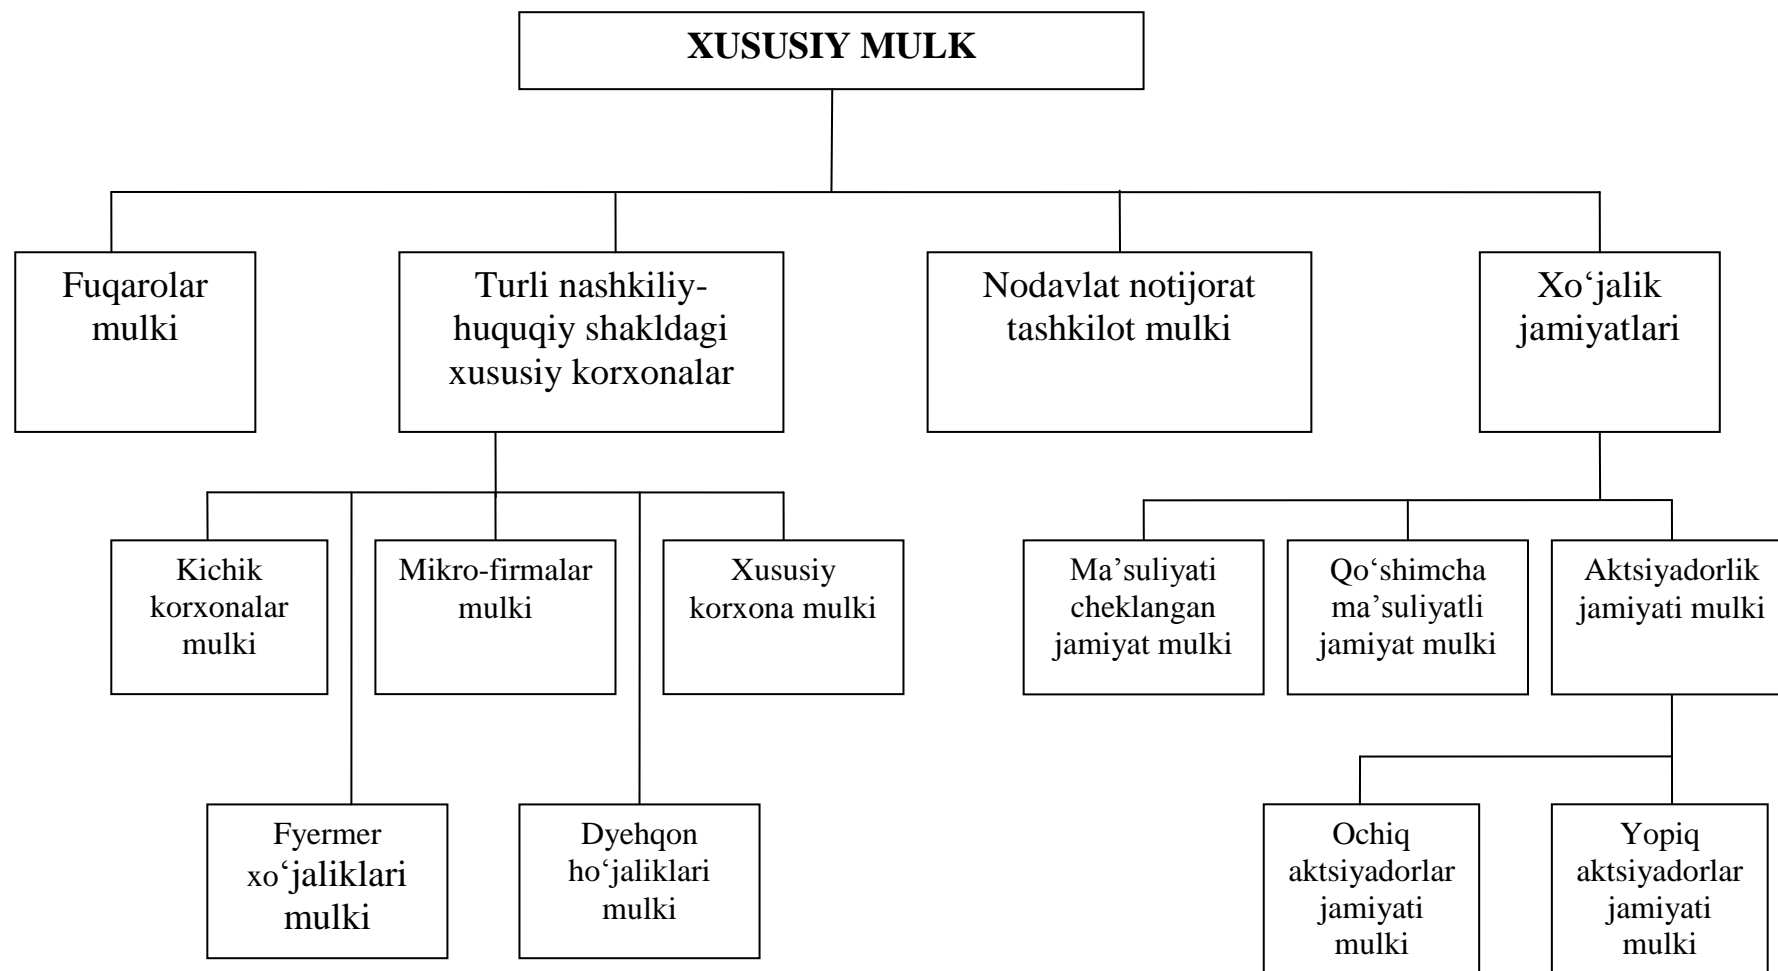 XUSUSIY MULK
Fuqarolar
mulki
Turli nashkiliy-
huquqiy shakldagi
xususiy korxonalar
Nodavlat notijorat
tashkilot mulki
Xo‘jalik
jamiyatlari
Kichik
korxonalar
mulki
Mikro-firmalar
mulki
Xususiy
korxona mulki
Ma’suliyati
cheklangan
jamiyat mulki
Qo‘shimcha
ma’suliyatli
jamiyat mulki
Aktsiyadorlik
jamiyati mulki
Fyermer
xo‘jaliklari
mulki
Dyehqon
ho‘jaliklari
mulki
Ochiq
aktsiyadorlar
jamiyati
mulki
Yopiq
aktsiyadorlar
jamiyati
mulki